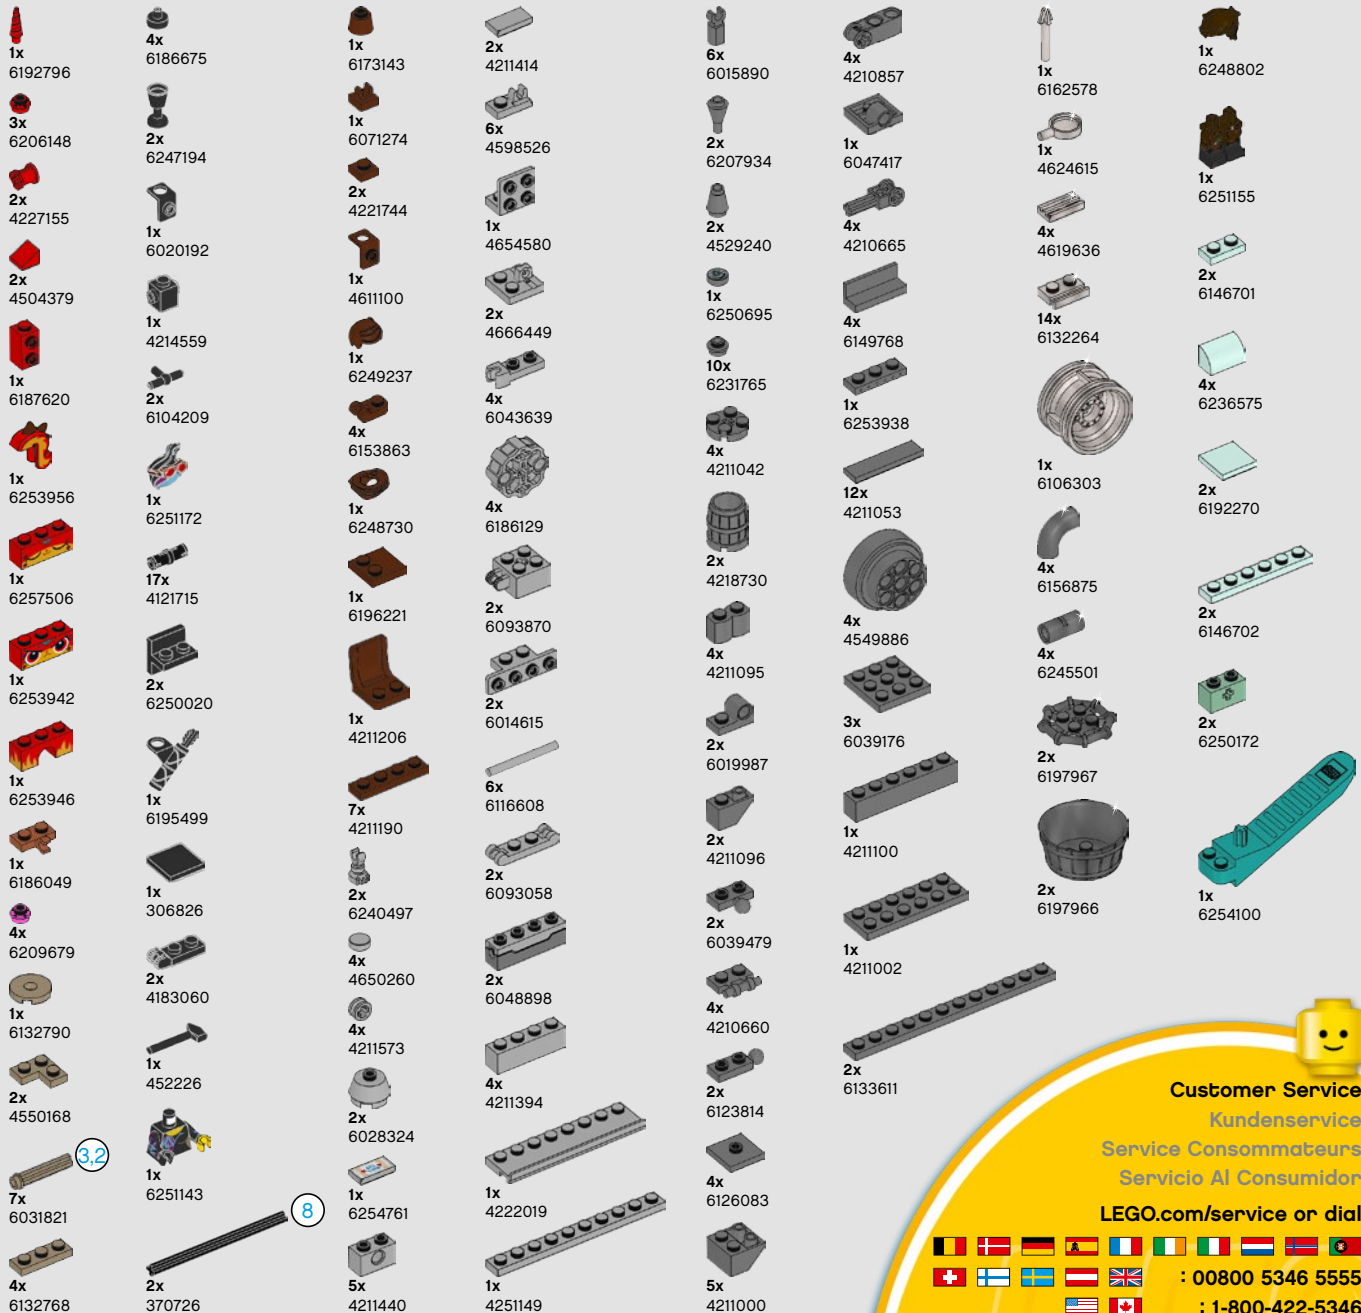 1x
6192796
3x
6206148
2x
4227155
2x
4504379
1x
6187620
1x
6253956
1x
6257506
1x
6253942
1x
6253946
1x
6186049
4x
6209679
1x
6132790
2x
4550168
3,2
7x
6031821
4x
6132768
4x
6186675
2x
6247194
1x
6020192
1x
4214559
2x
6104209
1x
6251172
17x
4121715
2x
6250020
1x
6195499
1x
306826
2x
4183060
1x
452226
1x
6251143
8
2x
370726
1x
6173143
1x
6071274
2x
4221744
1x
4611100
1x
6249237
4x
6153863
1x
6248730
1x
6196221
1x
4211206
7x
4211190
2x
6240497
4x
4650260
4x
4211573
2x
6028324
1x
6254761
5x
4211440
2x
4211414
6x
4598526
1x
4654580
2x
4666449
4x
6043639
4x
6186129
2x
6093870
2x
6014615
6x
6116608
2x
6093058
2x
6048898
4x
4211394
1x
4222019
1x
4251149
6x
6015890
2x
6207934
2x
4529240
1x
6250695
10x
6231765
4x
4211042
2x
4218730
4x
4211095
2x
6019987
2x
4211096
2x
6039479
4x
4210660
2x
6123814
4x
6126083
5x
4211000
4x
4210857
1x
6047417
4x
4210665
4x
6149768
1x
6253938
12x
4211053
4x
4549886
3x
6039176
1x
4211100
1x
4211002
2x
6133611
1x
6162578
1x
4624615
4x
4619636
14x
6132264
1x
6106303
4x
6156875
4x
6245501
2x
6197967
2x
6197966
1x
6248802
1x
6251155
2x
6146701
4x
6236575
2x
6192270
2x
6146702
2x
6250172
1x
6254100
Customer Service
Kundenservice
Service Consommateurs
Servicio Al Consumidor
LEGO.com/service or dial
: 00800 5346 5555
: 1-800-422-5346